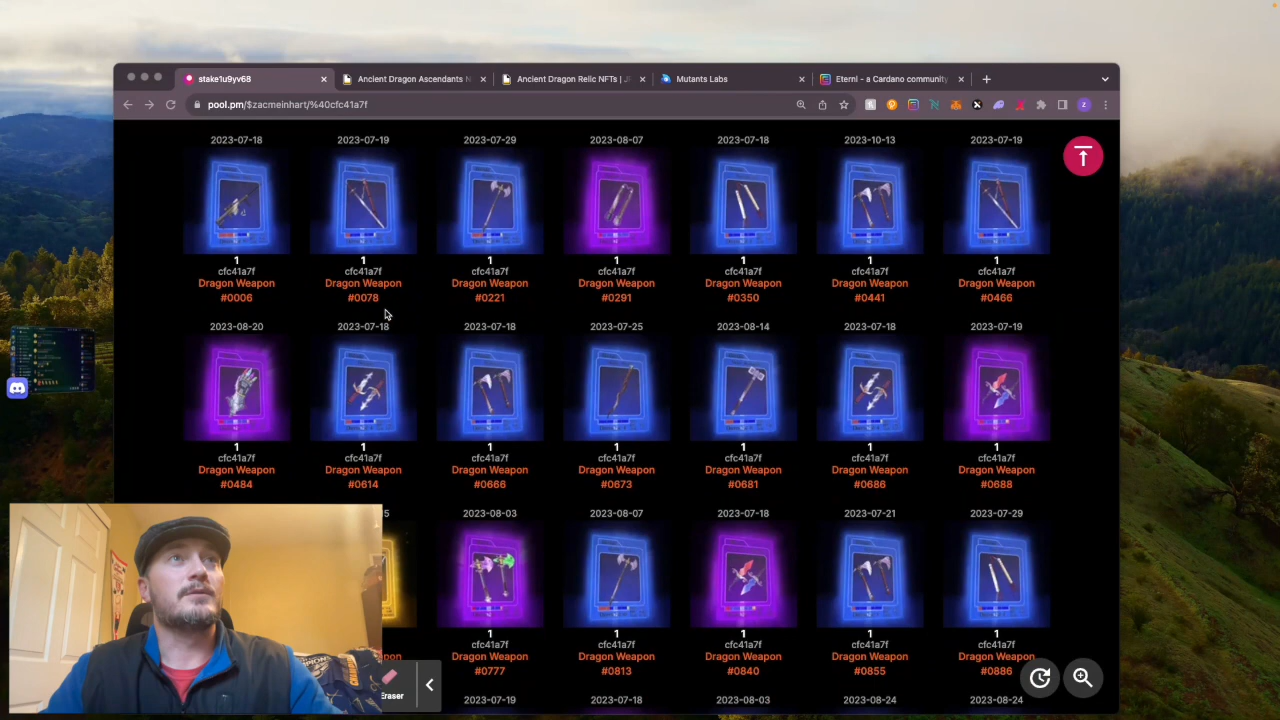 stake1u9yv68
Ancient Dragon Ascendants N
Ancient Dragon Relic NFTs | J
Mutants Labs
Eternl - a Cardano community
pool.pm/$zacmeinhart/%40cfc41a7f
2023-07-18 2023-07-19 2023-07-29 2023-08-07 2023-07-18 2023-10-13 2023-07-19
1 1 1 1 1 1 1
cfc41a7f cfc41a7f cfc41a7f cfc41a7f cfc41a7f cfc41a7f cfc41a7f
Dragon Weapon Dragon Weapon Dragon Weapon Dragon Weapon Dragon Weapon Dragon Weapon Dragon Weapon
#0006 #0078 #0221 #0291 #0350 #0441 #0466
2023-08-20 2023-07-18 2023-07-18 2023-07-25 2023-08-14 2023-07-18 2023-07-19
1 1 1 1 1 1 1
cfc41a7f cfc41a7f cfc41a7f cfc41a7f cfc41a7f cfc41a7f cfc41a7f
Dragon Weapon Dragon Weapon Dragon Weapon Dragon Weapon Dragon Weapon Dragon Weapon Dragon Weapon
#0484 #0614 #0666 #0673 #0681 #0686 #0688
5 2023-08-03 2023-08-07 2023-07-18 2023-07-21 2023-07-29
1 1 1 1 1
cfc41a7f cfc41a7f cfc41a7f cfc41a7f cfc41a7f
on Dragon Weapon Dragon Weapon Dragon Weapon Dragon Weapon Dragon Weapon
#0777 #0813 #0840 #0855 #0886
Eraser
2023-07-19 2023-07-18 2023-08-03 2023-08-24 2023-08-24